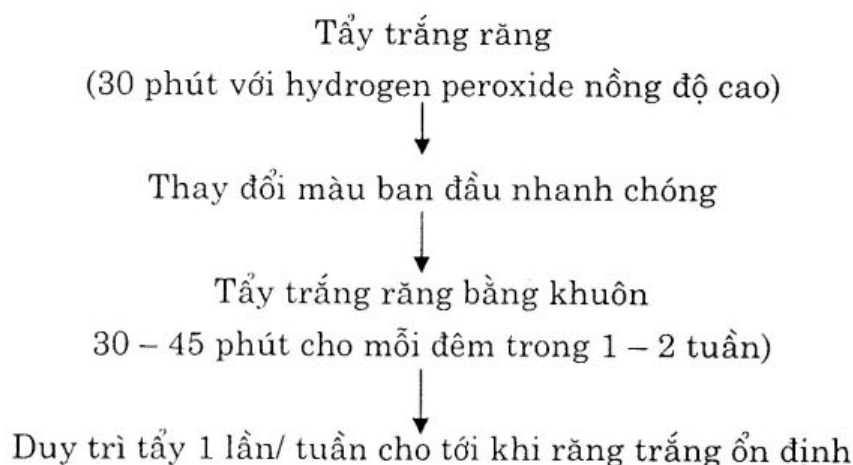 Tẩy trắng răng
(30 phút với hydrogen peroxide nồng độ cao)
Thay đổi màu ban đầu nhanh chóng
Tẩy trắng răng bằng khuôn
30 – 45 phút cho mỗi đêm trong 1 – 2 tuần)
Duy trì tẩy 1 lần/ tuần cho tới khi răng trắng ổn định